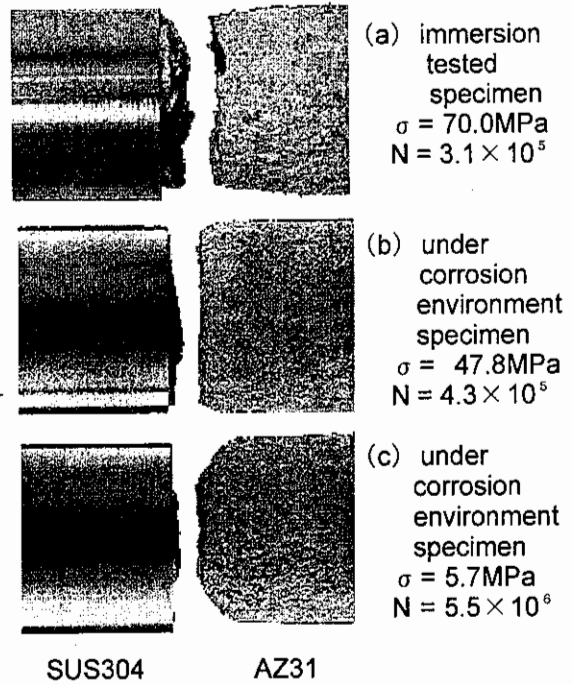 (a) immersion
tested
specimen
σ = 70.0MPa
N = 3.1 × 10⁵
(b) under
corrosion
environment
specimen
σ = 47.8MPa
N = 4.3 × 10⁵
(c) under
corrosion
environment
specimen
σ = 5.7MPa
N = 5.5 × 10⁶
SUS304 AZ31